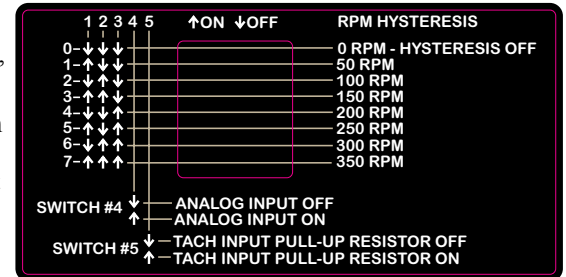 1 2 3 4 5 ↑ON ↓OFF RPM HYSTERESIS
0-↓↓↓ 0 RPM - HYSTERESIS OFF
1-↑↓↓ 50 RPM
2-↓↑↓ 100 RPM
3-↑↑↓ 150 RPM
4-↓↓↑ 200 RPM
5-↑↓↑ 250 RPM
6-↓↑↑ 300 RPM
7-↑↑↑ 350 RPM
SWITCH #4 ↓ ANALOG INPUT OFF
↑ ANALOG INPUT ON
SWITCH #5 ↓ TACH INPUT PULL-UP RESISTOR OFF
↑ TACH INPUT PULL-UP RESISTOR ON